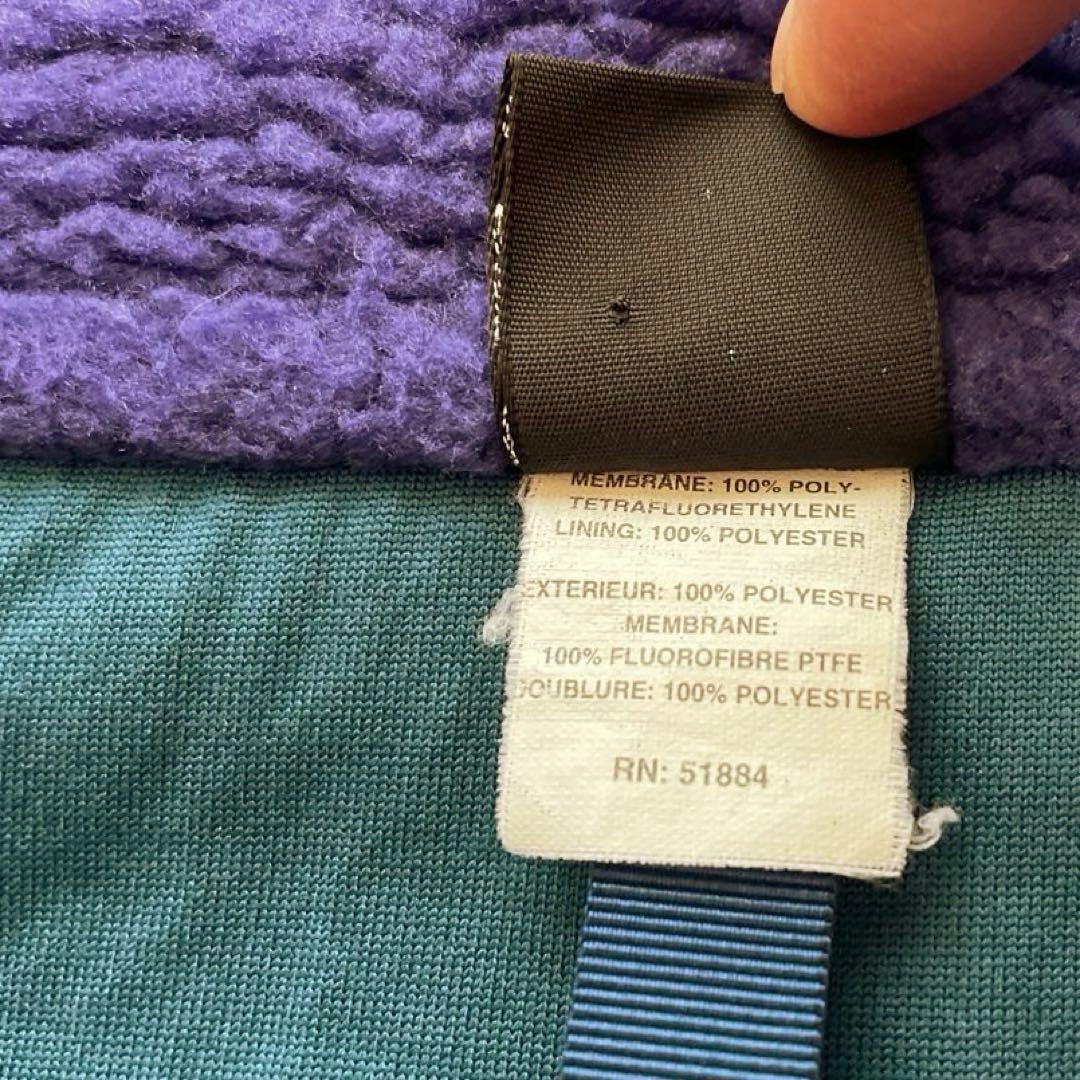 MEMBRANE: 100% POLY-
TETRAFLUORETHYLENE
LINING: 100% POLYESTER
EXTERIEUR: 100% POLYESTER
MEMBRANE:
100% FLUOROFIBRE PTFE
DOUBLURE: 100% POLYESTER
RN: 51884